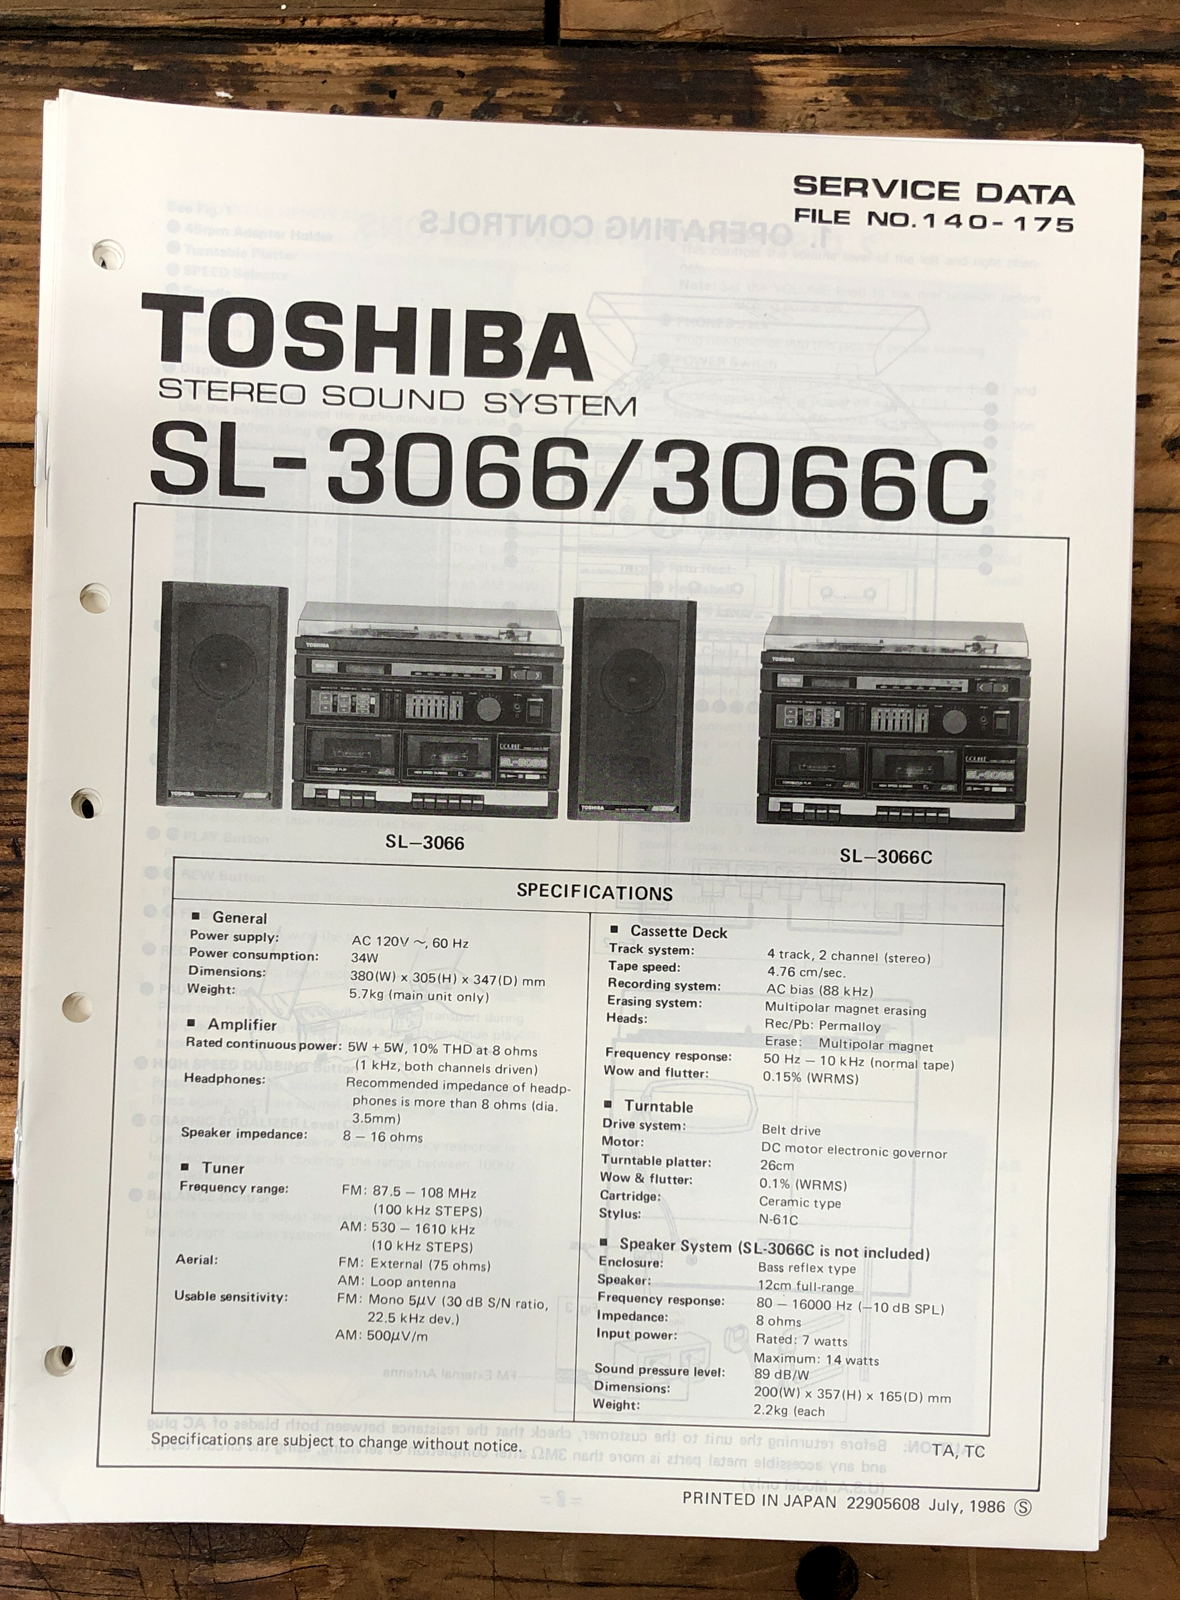 SERVICE DATA
FILE NO. 140-175
TOSHIBA
STEREO SOUND SYSTEM
SL-3066/3066C
TOSHIBA
TOSHIBA
SL-3066
TOSHIBA
TOSHIBA
SL-3066
SL–3066
SL–3066C
SPECIFICATIONS
■ General
Power supply: AC 120V ～, 60 Hz
Power consumption: 34W
Dimensions: 380(W) x 305(H) x 347(D) mm
Weight: 5.7kg (main unit only)
■ Amplifier
Rated continuous power: 5W + 5W, 10% THD at 8 ohms
(1 kHz, both channels driven)
Headphones: Recommended impedance of headp-
phones is more than 8 ohms (dia.
3.5mm)
Speaker impedance: 8 – 16 ohms
■ Tuner
Frequency range: FM: 87.5 – 108 MHz
(100 kHz STEPS)
AM: 530 – 1610 kHz
(10 kHz STEPS)
Aerial: FM: External (75 ohms)
AM: Loop antenna
Usable sensitivity: FM: Mono 5μV (30 dB S/N ratio,
22.5 kHz dev.)
AM: 500μV/m
■ Cassette Deck
Track system: 4 track, 2 channel (stereo)
Tape speed: 4.76 cm/sec.
Recording system: AC bias (88 kHz)
Erasing system: Multipolar magnet erasing
Heads: Rec/Pb: Permalloy
Erase: Multipolar magnet
Frequency response: 50 Hz – 10 kHz (normal tape)
Wow and flutter: 0.15% (WRMS)
■ Turntable
Drive system: Belt drive
Motor: DC motor electronic governor
Turntable platter: 26cm
Wow & flutter: 0.1% (WRMS)
Cartridge: Ceramic type
Stylus: N-61C
■ Speaker System (SL-3066C is not included)
Enclosure: Bass reflex type
Speaker: 12cm full-range
Frequency response: 80 – 16000 Hz (–10 dB SPL)
Impedance: 8 ohms
Input power: Rated: 7 watts
Maximum: 14 watts
Sound pressure level: 89 dB/W
Dimensions: 200(W) x 357(H) x 165(D) mm
Weight: 2.2kg (each
Specifications are subject to change without notice.
TA, TC
PRINTED IN JAPAN 22905608 July, 1986 Ⓢ